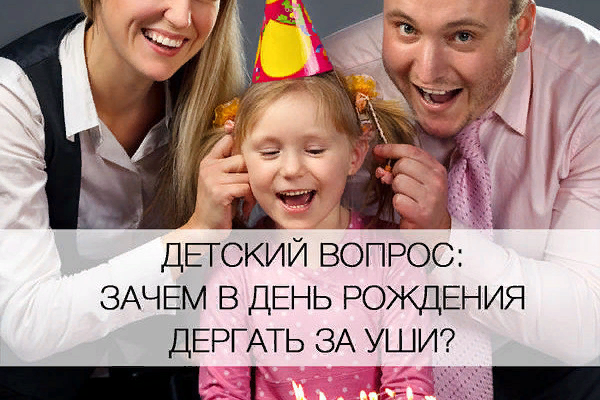 ДЕТСКИЙ ВОПРОС:
ЗАЧЕМ В ДЕНЬ РОЖДЕНИЯ
ДЕРГАТЬ ЗА УШИ?